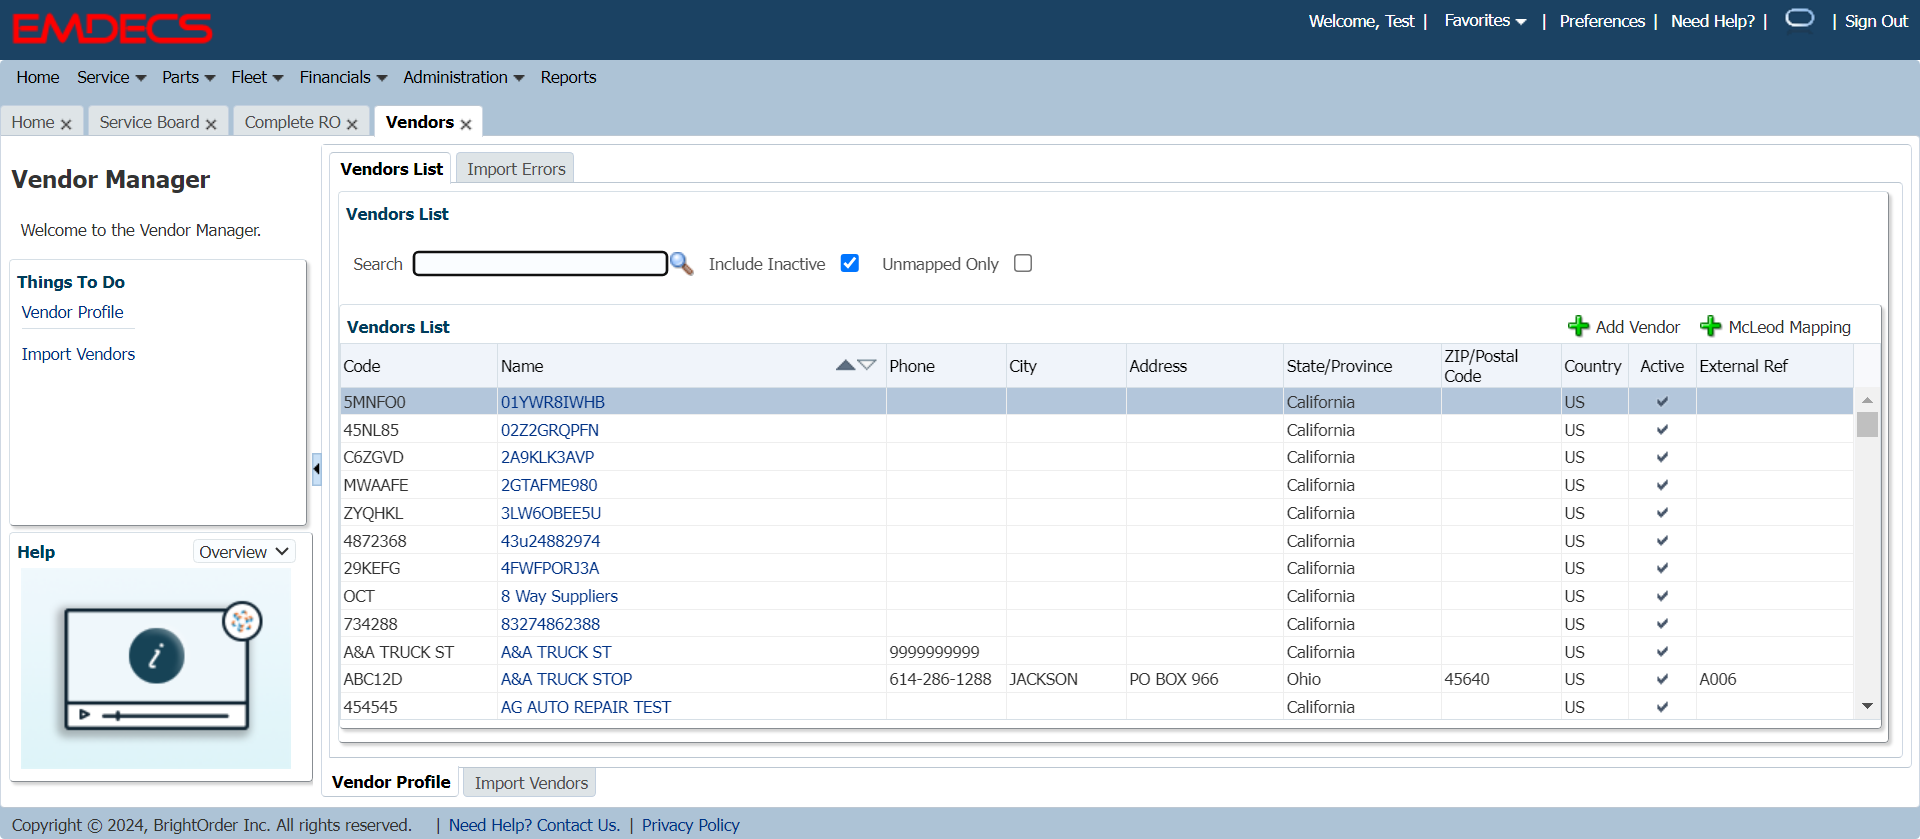 EMDECS
Welcome, Test | Favorites | Preferences | Need Help? | | Sign Out
Home Service Parts Fleet Financials Administration Reports
Home Service Board Complete RO Vendors
Vendor Manager
Welcome to the Vendor Manager.
Things To Do
Vendor Profile
Import Vendors
Help Overview
i
Vendors List Import Errors
Vendors List
Search Include Inactive Unmapped Only
Vendors List Add Vendor McLeod Mapping
Code Name Phone City Address State/Province ZIP/Postal Code Country Active External Ref
5MNFO0 01YWR8IWHB California US
45NL85 02Z2GRQPFN California US
C6ZGVD 2A9KLK3AVP California US
MWAAFE 2GTAFME980 California US
ZYQHKL 3LW6OBEE5U California US
4872368 43u24882974 California US
29KEFG 4FWFPORJ3A California US
OCT 8 Way Suppliers California US
734288 83274862388 California US
A&A TRUCK ST A&A TRUCK ST 9999999999 California US
ABC12D A&A TRUCK STOP 614-286-1288 JACKSON PO BOX 966 Ohio 45640 US A006
454545 AG AUTO REPAIR TEST California US
Vendor Profile Import Vendors
Copyright © 2024, BrightOrder Inc. All rights reserved. | Need Help? Contact Us. | Privacy Policy